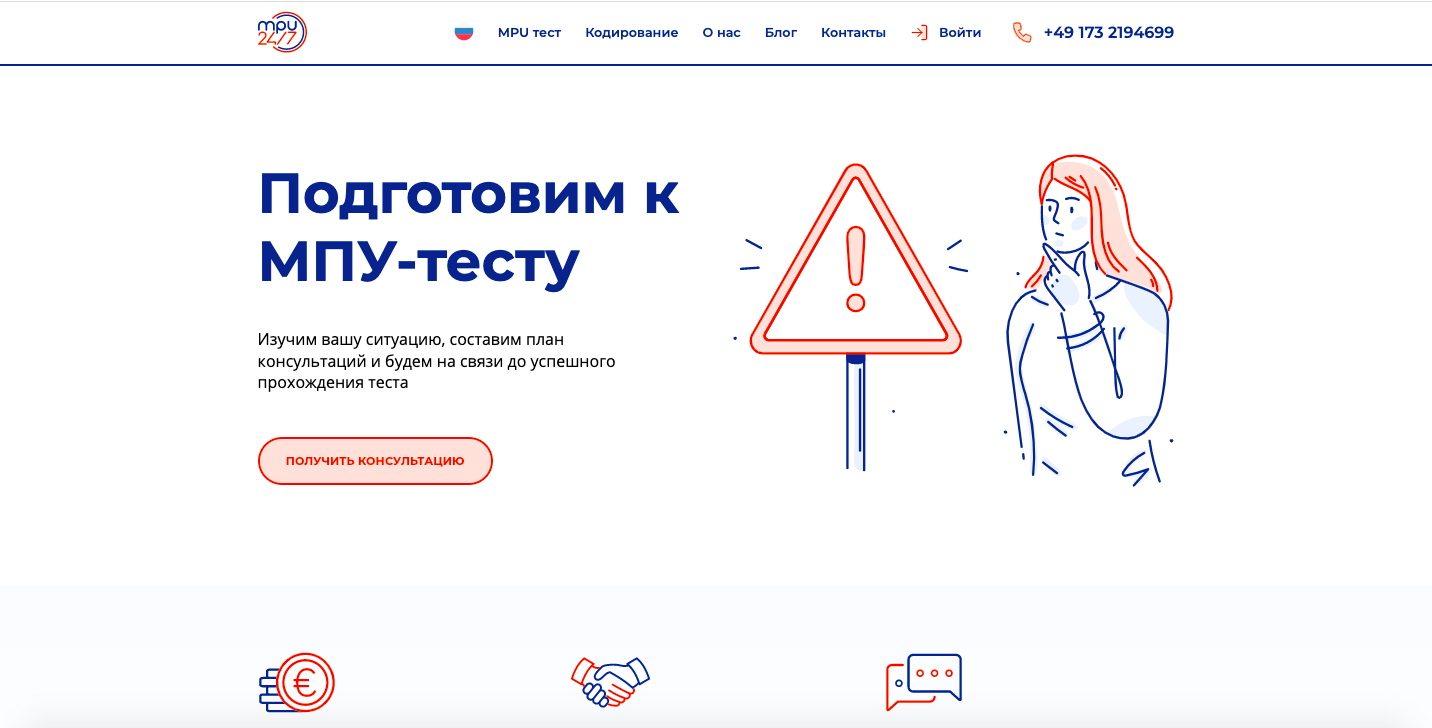 mpu
24/7
MPU тест
Кодирование
О нас
Блог
Контакты
Войти
+49 173 2194699
Подготовим к
МПУ-тесту
Изучим вашу ситуацию, составим план
консультаций и будем на связи до успешного
прохождения теста
ПОЛУЧИТЬ КОНСУЛЬТАЦИЮ
€